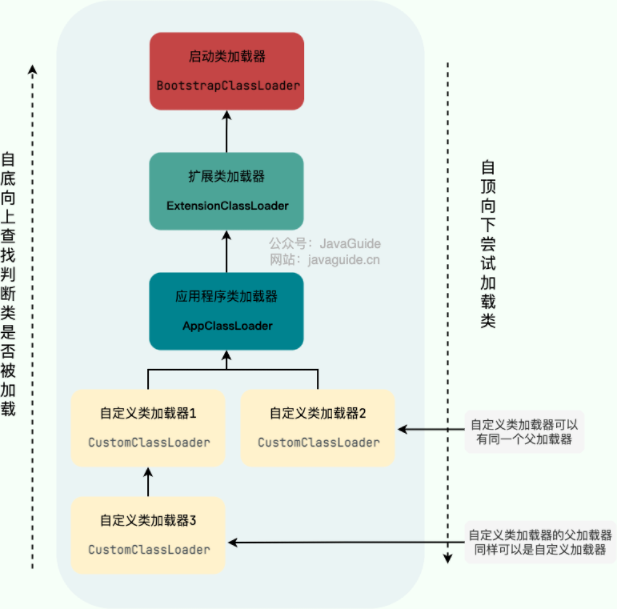 启动类加载器
BootstrapClassLoader
扩展类加载器
ExtensionClassLoader
公众号：JavaGuide
网站：javaguide.cn
应用程序类加载器
AppClassLoader
自定义类加载器1
CustomClassLoader
自定义类加载器2
CustomClassLoader
自定义类加载器可以
有同一个父加载器
自定义类加载器3
CustomClassLoader
自定义类加载器的父加载器
同样可以是自定义加载器
自底向上查找判断类是否被加载
自顶向下尝试加载类